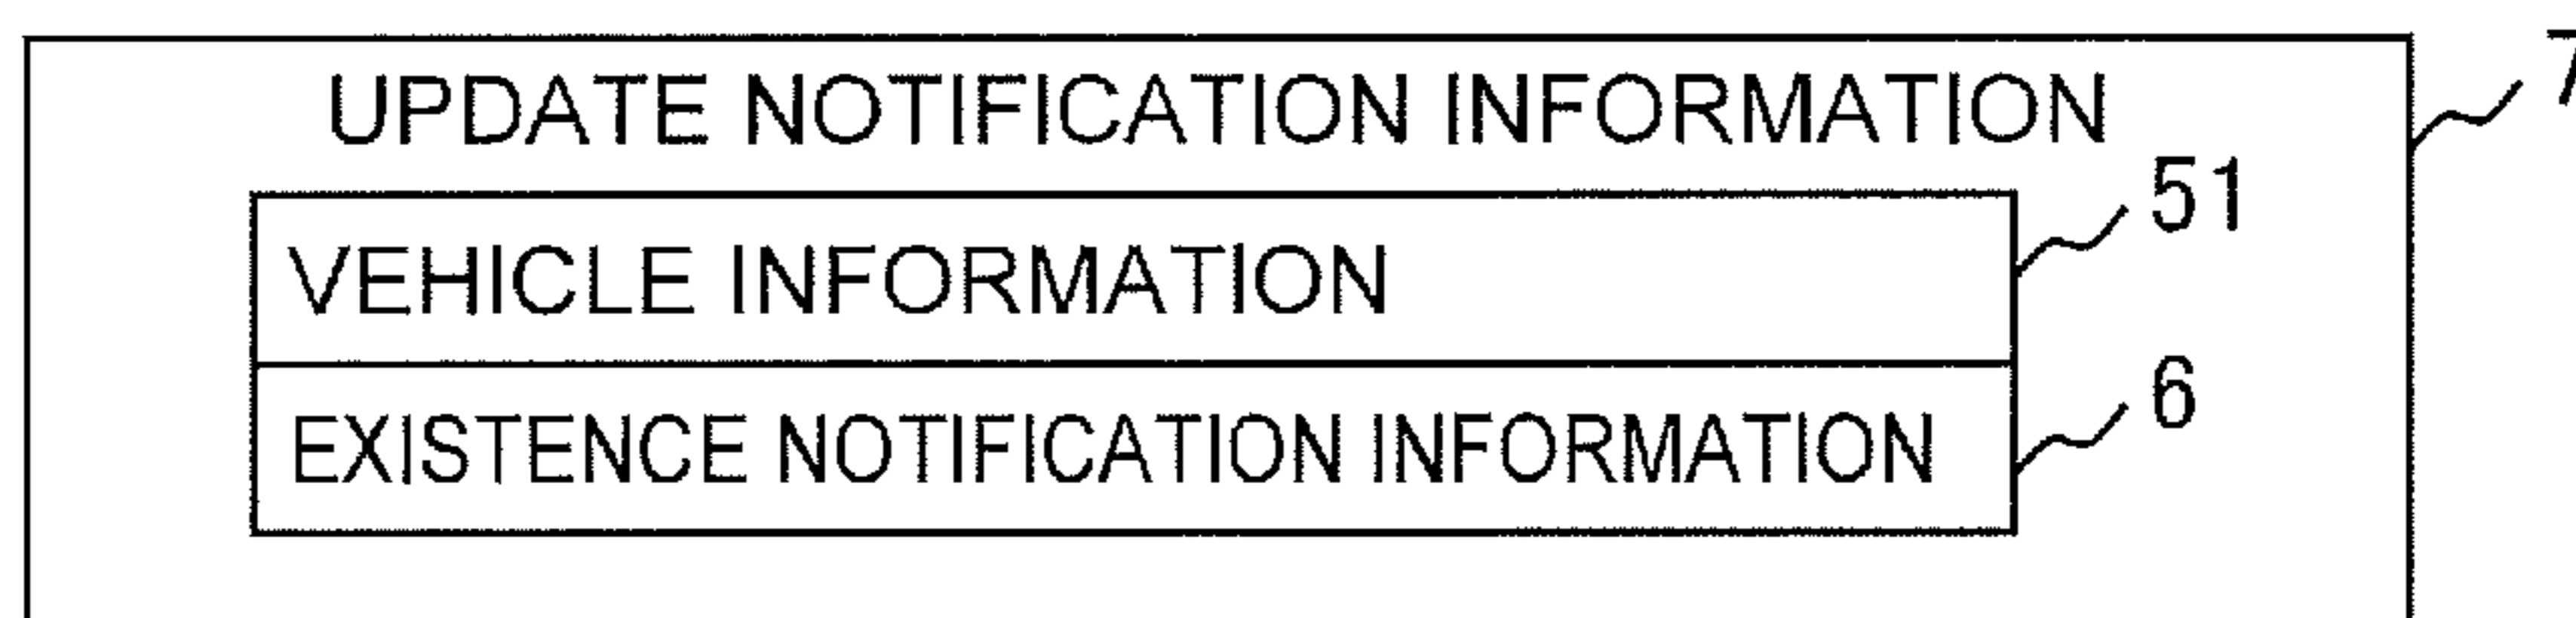 UPDATE NOTIFICATION INFORMATION
7
VEHICLE INFORMATION
51
EXISTENCE NOTIFICATION INFORMATION
6